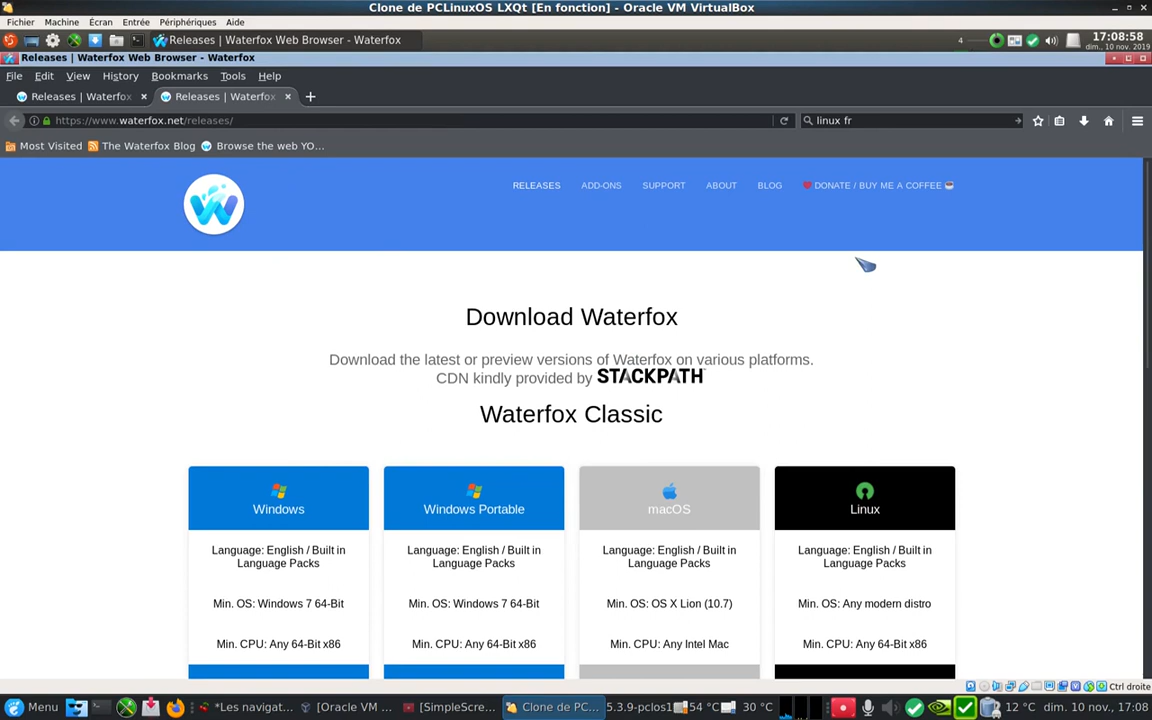 Clone de PCLinuxOS LXQt [En fonction] - Oracle VM VirtualBox
Fichier Machine Écran Entrée Périphériques Aide
Releases | Waterfox Web Browser - Waterfox
4
17:08:58
dim., 10 nov. 2019
Releases | Waterfox Web Browser - Waterfox
File Edit View History Bookmarks Tools Help
Releases | Waterfox
Releases | Waterfox
https://www.waterfox.net/releases/
linux fr
Most Visited The Waterfox Blog Browse the web YO...
RELEASES ADD-ONS SUPPORT ABOUT BLOG DONATE / BUY ME A COFFEE
Download Waterfox
Download the latest or preview versions of Waterfox on various platforms.
CDN kindly provided by STACKPATH
Waterfox Classic
Windows
Windows Portable
macOS
Linux
Language: English / Built in Language Packs
Language: English / Built in Language Packs
Language: English / Built in Language Packs
Language: English / Built in Language Packs
Min. OS: Windows 7 64-Bit
Min. OS: Windows 7 64-Bit
Min. OS: OS X Lion (10.7)
Min. OS: Any modern distro
Min. CPU: Any 64-Bit x86
Min. CPU: Any 64-Bit x86
Min. CPU: Any Intel Mac
Min. CPU: Any 64-Bit x86
Ctrl droite
Menu *Les navigat... [Oracle VM ... [SimpleScre... Clone de PC... 5.3.9-pclos1 54 °C 30 °C 12 °C dim. 10 nov., 17:08